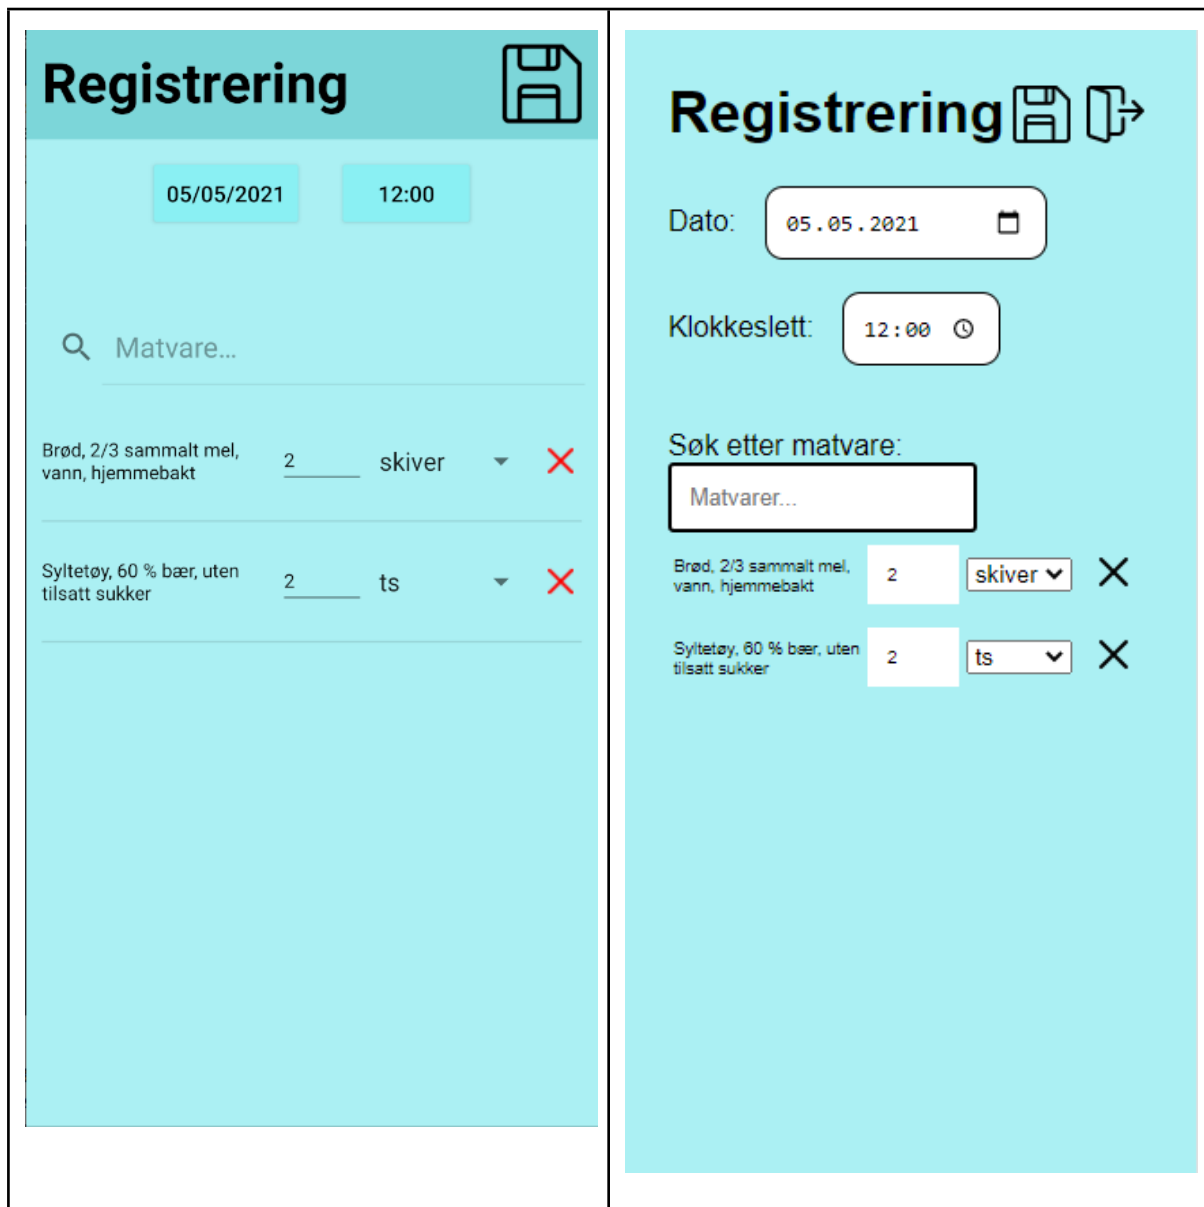 Registrering
05/05/2021 12:00
Matvare...
Brød, 2/3 sammalt mel,
vann, hjemmebakt
2 skiver
Syltetøy, 60 % bær, uten
tilsatt sukker
2 ts
Registrering
Dato: 05.05.2021
Klokkeslett: 12:00
Søk etter matvare:
Matvarer...
Brød, 2/3 sammalt mel,
vann, hjemmebakt
2 skiver
Syltetøy, 60 % bær, uten
tilsatt sukker
2 ts